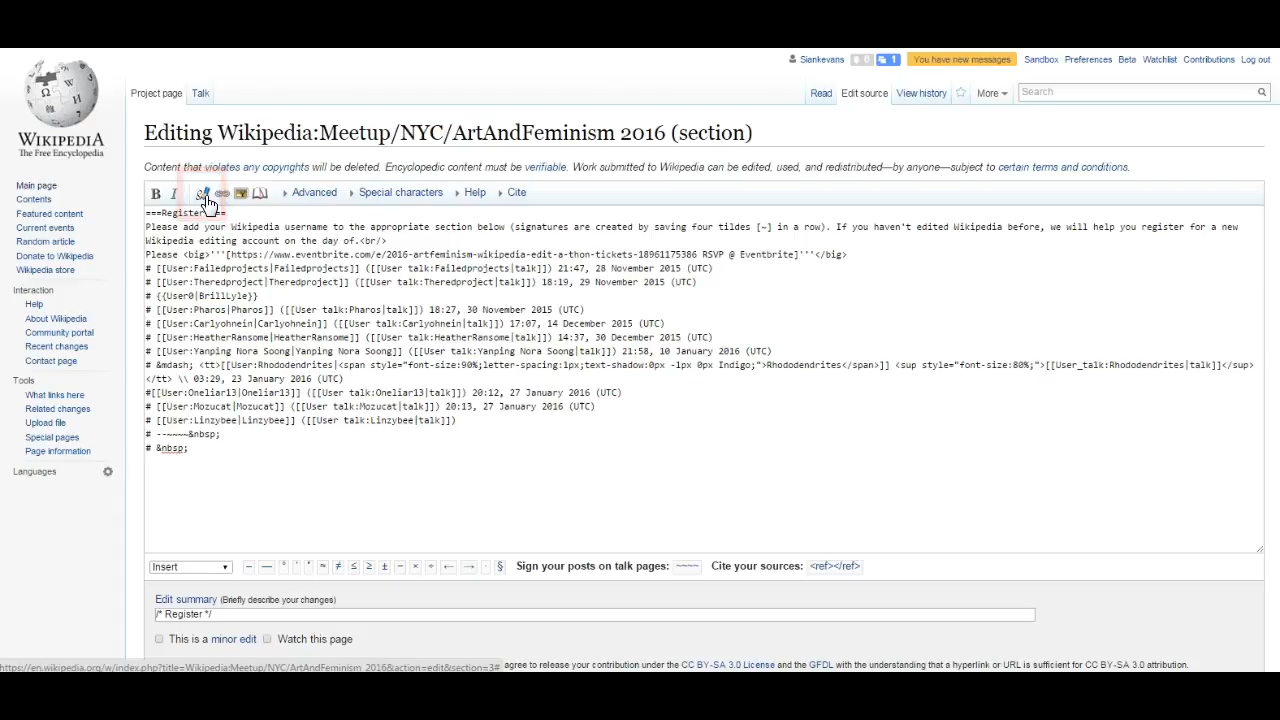 Siankevans 0 1 You have new messages Sandbox Preferences Beta Watchlist Contributions Log out
Project page Talk Read Edit source View history More Search
WIKIPEDIA
The Free Encyclopedia
Editing Wikipedia:Meetup/NYC/ArtAndFeminism 2016 (section)
Content that violates any copyrights will be deleted. Encyclopedic content must be verifiable. Work submitted to Wikipedia can be edited, used, and redistributed—by anyone—subject to certain terms and conditions.
Main page
Contents
Featured content
Current events
Random article
Donate to Wikipedia
Wikipedia store
Interaction
Help
About Wikipedia
Community portal
Recent changes
Contact page
Tools
What links here
Related changes
Upload file
Special pages
Page information
Languages
B I Advanced Special characters Help Cite
===Register===
Please add your Wikipedia username to the appropriate section below (signatures are created by saving four tildes [~] in a row). If you haven't edited Wikipedia before, we will help you register for a new
Wikipedia editing account on the day of.<br/>
Please <big>'''[https://www.eventbrite.com/e/2016-artfeminism-wikipedia-edit-a-thon-tickets-18961175386 RSVP @ Eventbrite]'''</big>
# [[User:Failedprojects|Failedprojects]] ([[User talk:Failedprojects|talk]]) 21:47, 28 November 2015 (UTC)
# [[User:Theredproject|Theredproject]] ([[User talk:Theredproject|talk]]) 18:19, 29 November 2015 (UTC)
# {{User0|BrillLyle}}
# [[User:Pharos|Pharos]] ([[User talk:Pharos|talk]]) 18:27, 30 November 2015 (UTC)
# [[User:Carlyohnein|Carlyohnein]] ([[User talk:Carlyohnein|talk]]) 17:07, 14 December 2015 (UTC)
# [[User:HeatherRansome|HeatherRansome]] ([[User talk:HeatherRansome|talk]]) 14:37, 30 December 2015 (UTC)
# [[User:Yanping Nora Soong|Yanping Nora Soong]] ([[User talk:Yanping Nora Soong|talk]]) 21:58, 10 January 2016 (UTC)
# &mdash; <tt>[[User:Rhododendrites|<span style="font-size:90%;letter-spacing:1px;text-shadow:0px -1px 0px Indigo;">Rhododendrites</span>]] <sup style="font-size:80%;">[[User_talk:Rhododendrites|talk]]</sup>
</tt> \\ 03:29, 23 January 2016 (UTC)
#[[User:Oneliar13|Oneliar13]] ([[User talk:Oneliar13|talk]]) 20:12, 27 January 2016 (UTC)
# [[User:Mozucat|Mozucat]] ([[User talk:Mozucat|talk]]) 20:13, 27 January 2016 (UTC)
# [[User:Linzybee|Linzybee]] ([[User talk:Linzybee|talk]])
# --~~~~&nbsp;
# &nbsp;
Insert – — ° ′ ″ ≈ ≠ ≤ ≥ ± − × ÷ ← → · § Sign your posts on talk pages: ~~~~ Cite your sources: <ref></ref>
Edit summary (Briefly describe your changes)
/* Register */
This is a minor edit Watch this page
https://en.wikipedia.org/w/index.php?title=Wikipedia:Meetup/NYC/ArtAndFeminism_2016&action=edit&section=3# agree to release your contribution under the CC BY-SA 3.0 License and the GFDL with the understanding that a hyperlink or URL is sufficient for CC BY-SA 3.0 attribution.